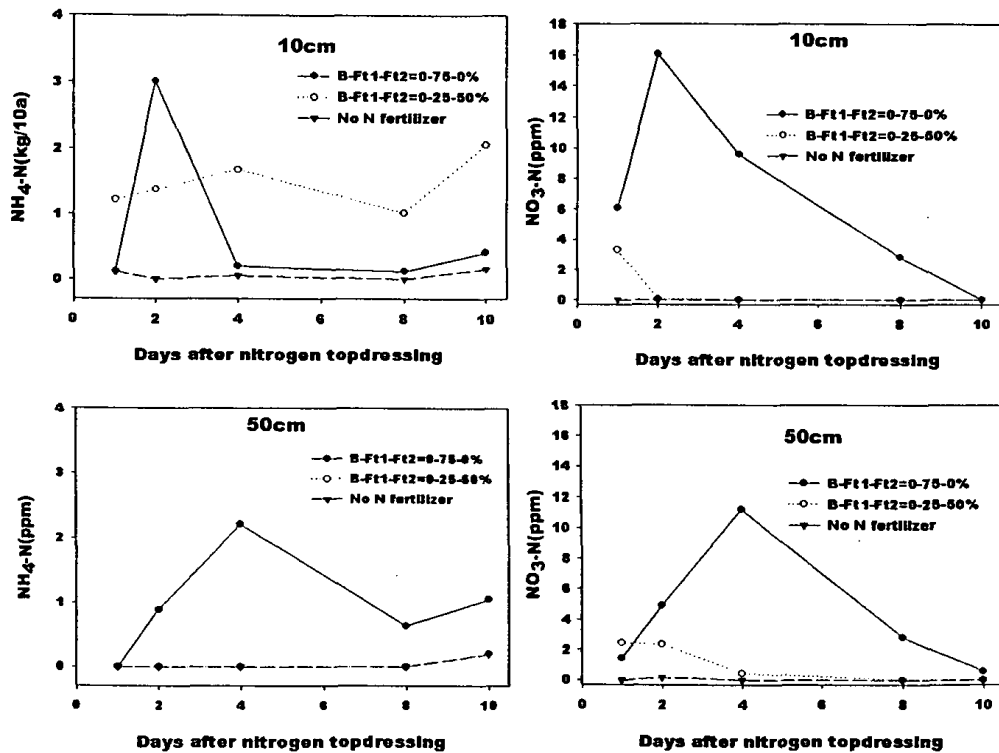 10cm
B-Ft1-Ft2=0-75-0%
B-Ft1-Ft2=0-25-50%
No N fertilizer
NH4-N(kg/10a)
4
3
2
1
0
0 2 4 6 8 10
Days after nitrogen topdressing
10cm
B-Ft1-Ft2=0-75-0%
B-Ft1-Ft2=0-25-50%
No N fertilizer
NO3-N(ppm)
18
16
14
12
10
8
6
4
2
0
0 2 4 6 8 10
Days after nitrogen topdressing
50cm
B-Ft1-Ft2=0-75-0%
B-Ft1-Ft2=0-25-50%
No N fertilizer
NH4-N(ppm)
4
3
2
1
0
0 2 4 6 8 10
Days after nitrogen topdressing
50cm
B-Ft1-Ft2=0-75-0%
B-Ft1-Ft2=0-25-50%
No N fertilizer
NO3-N(ppm)
18
16
14
12
10
8
6
4
2
0
0 2 4 6 8 10
Days after nitrogen topdressing